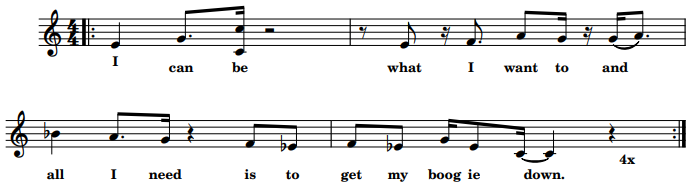 I can be what I want to and
all I need is to get my boog ie down.
4x